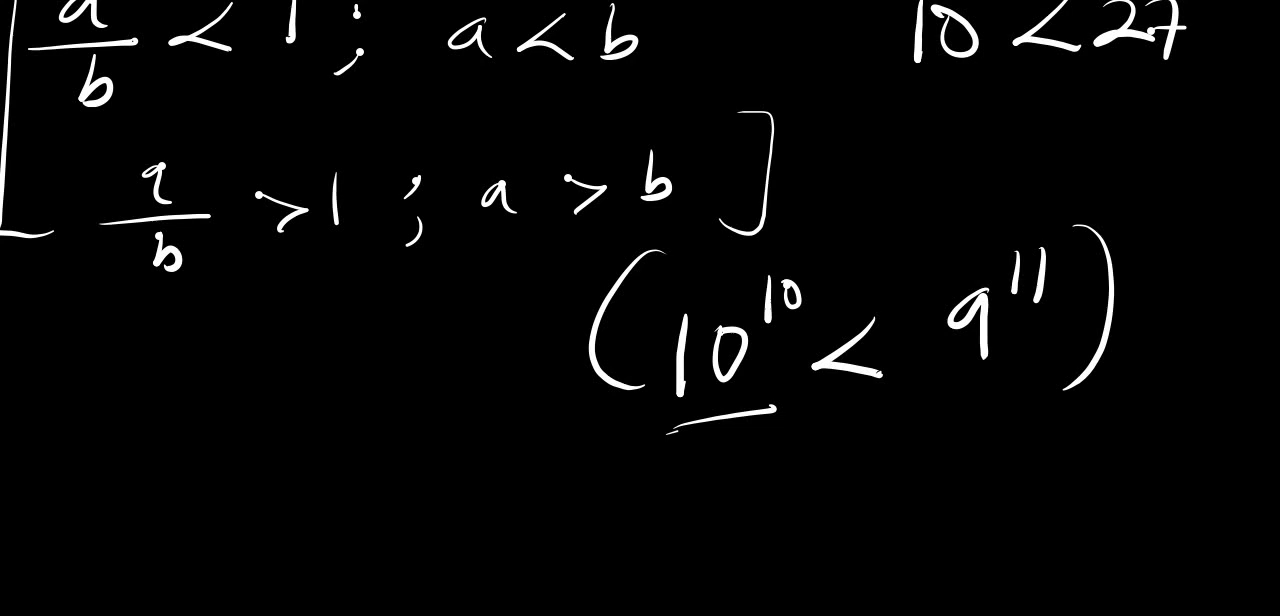 a/b < 1 ; a < b 10 < 27
a/b > 1 ; a > b ]
(10^10 < 9^11)